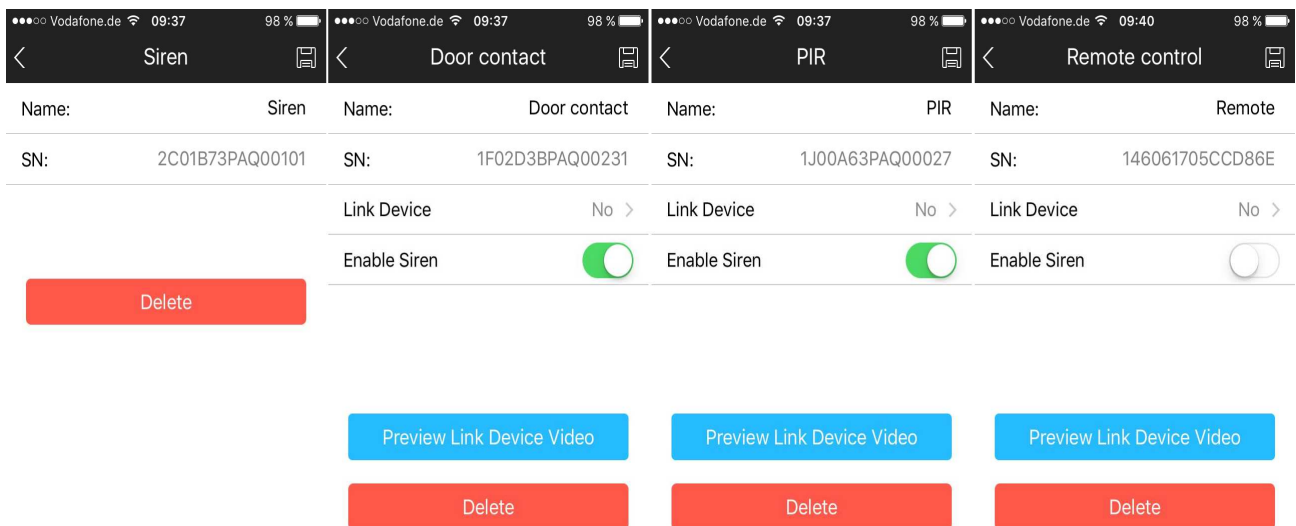 Vodafone.de 09:37 98 %
Siren
Name: Siren
SN: 2C01B73PAQ00101
Delete
Vodafone.de 09:37 98 %
Door contact
Name: Door contact
SN: 1F02D3BPAQ00231
Link Device No
Enable Siren
Preview Link Device Video
Delete
Vodafone.de 09:37 98 %
PIR
Name: PIR
SN: 1J00A63PAQ00027
Link Device No
Enable Siren
Preview Link Device Video
Delete
Vodafone.de 09:40 98 %
Remote control
Name: Remote
SN: 146061705CCD86E
Link Device No
Enable Siren
Preview Link Device Video
Delete